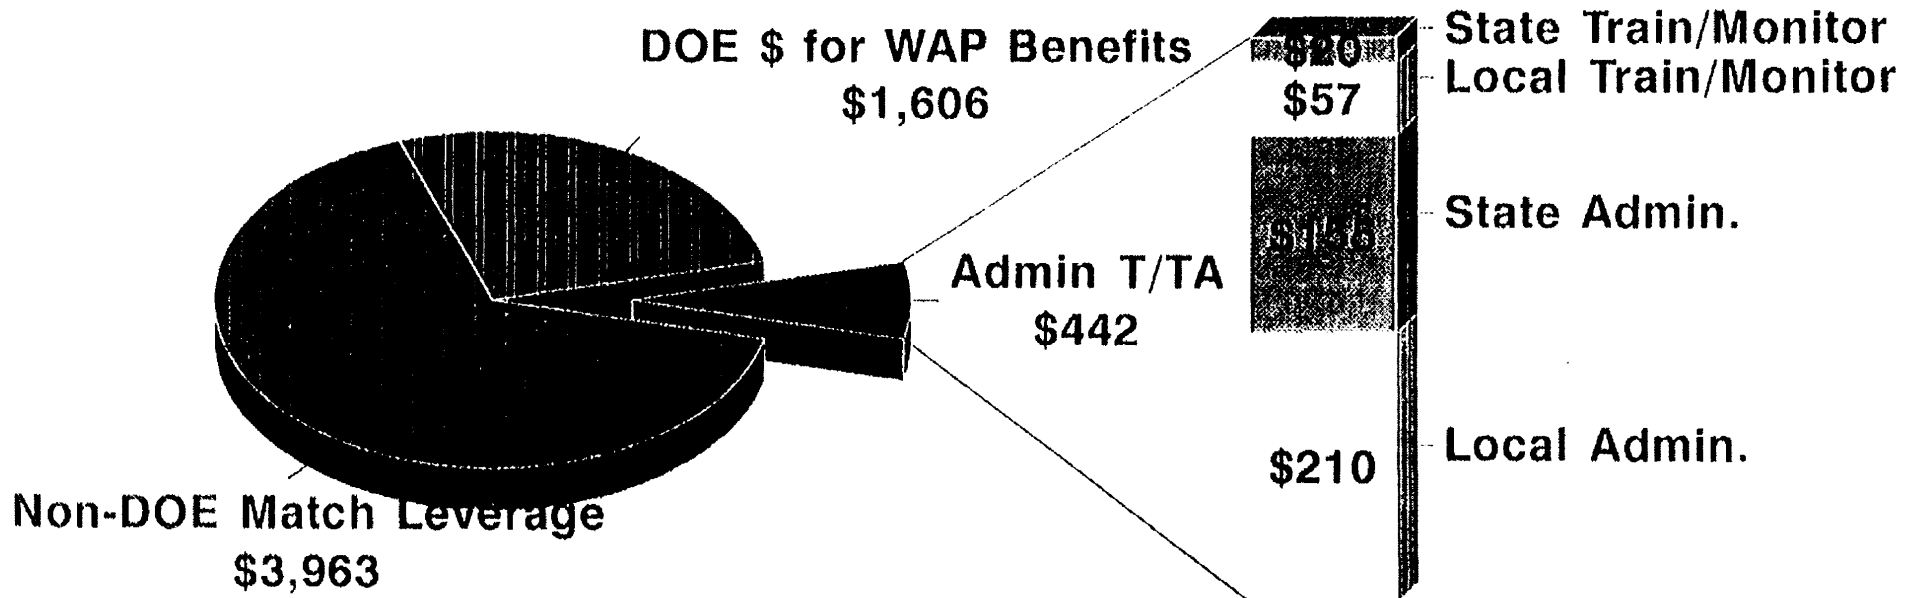 DOE $ for WAP Benefits
$1,606
Admin T/TA
$442
Non-DOE Match Leverage
$3,963
$20
State Train/Monitor
$57
Local Train/Monitor
State Admin.
$210
Local Admin.